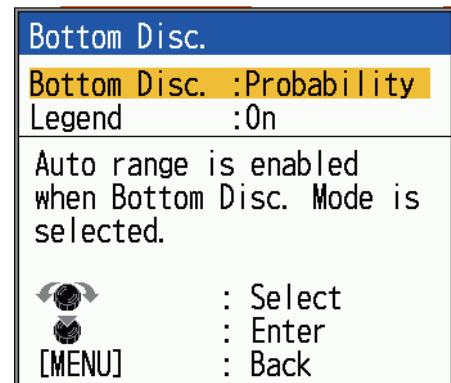 Bottom Disc.
Bottom Disc. :Probability
Legend :On
Auto range is enabled
when Bottom Disc. Mode is
selected.
: Select
: Enter
[MENU] : Back